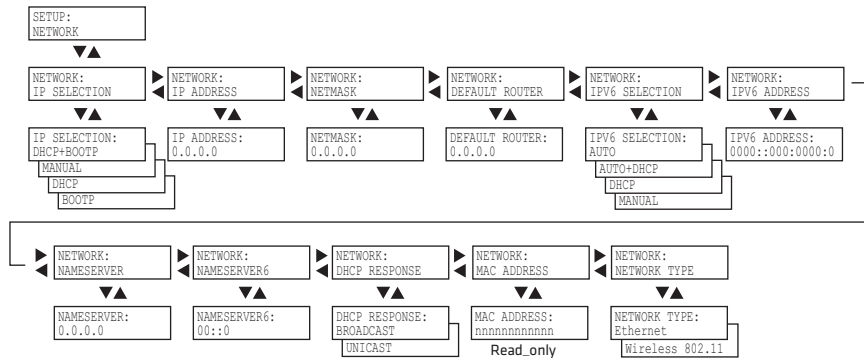 SETUP:
NETWORK
NETWORK:
IP SELECTION
NETWORK:
IP ADDRESS
NETWORK:
NETMASK
NETWORK:
DEFAULT ROUTER
NETWORK:
IPV6 SELECTION
NETWORK:
IPV6 ADDRESS
IP SELECTION:
DHCP+BOOTP
MANUAL
DHCP
BOOTP
IP ADDRESS:
0.0.0.0
NETMASK:
0.0.0.0
DEFAULT ROUTER:
0.0.0.0
IPV6 SELECTION:
AUTO
AUTO+DHCP
DHCP
MANUAL
IPV6 ADDRESS:
0000::000:0000:0
NETWORK:
NAMESERVER
NETWORK:
NAMESERVER6
NETWORK:
DHCP RESPONSE
NETWORK:
MAC ADDRESS
NETWORK:
NETWORK TYPE
NAMESERVER:
0.0.0.0
NAMESERVER6:
00::0
DHCP RESPONSE:
BROADCAST
UNICAST
MAC ADDRESS:
nnnnnnnnnnnn
Read_only
NETWORK TYPE:
Ethernet
Wireless 802.11